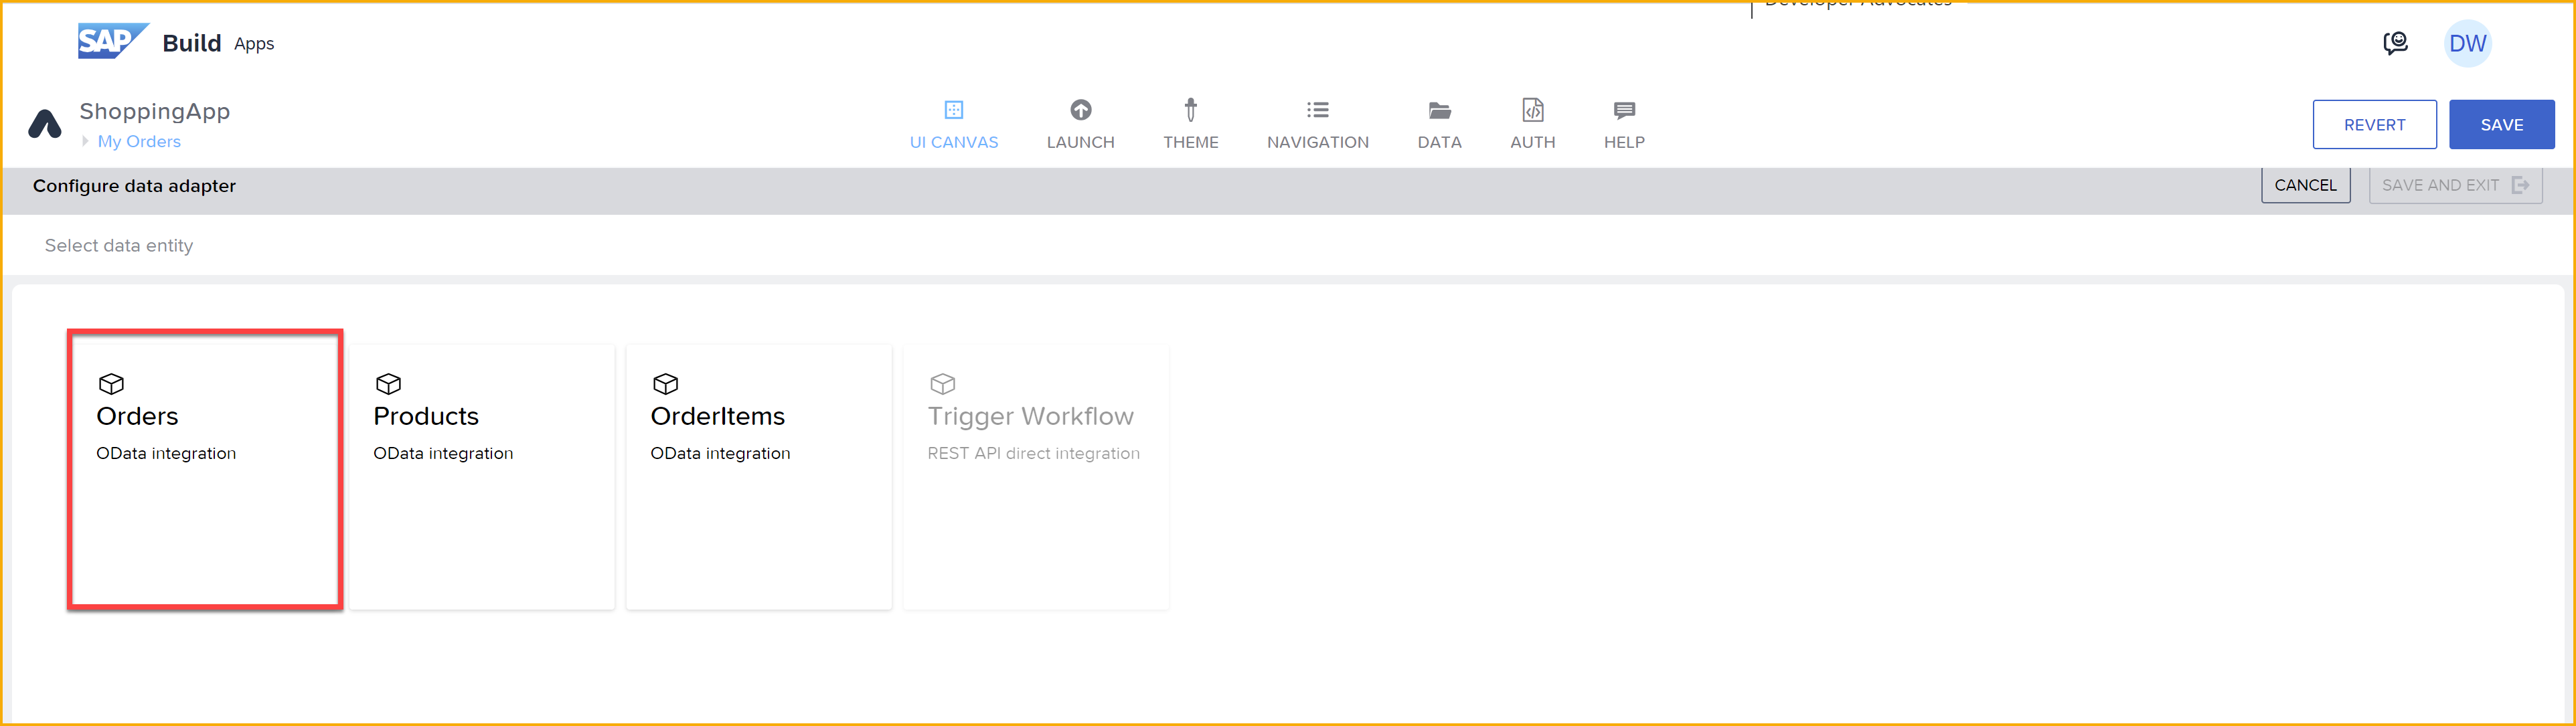 Developer Advocates
SAP Build Apps
DW
ShoppingApp
My Orders
UI CANVAS
LAUNCH
THEME
NAVIGATION
DATA
AUTH
HELP
REVERT
SAVE
Configure data adapter
CANCEL
SAVE AND EXIT
Select data entity
Orders
OData integration
Products
OData integration
OrderItems
OData integration
Trigger Workflow
REST API direct integration